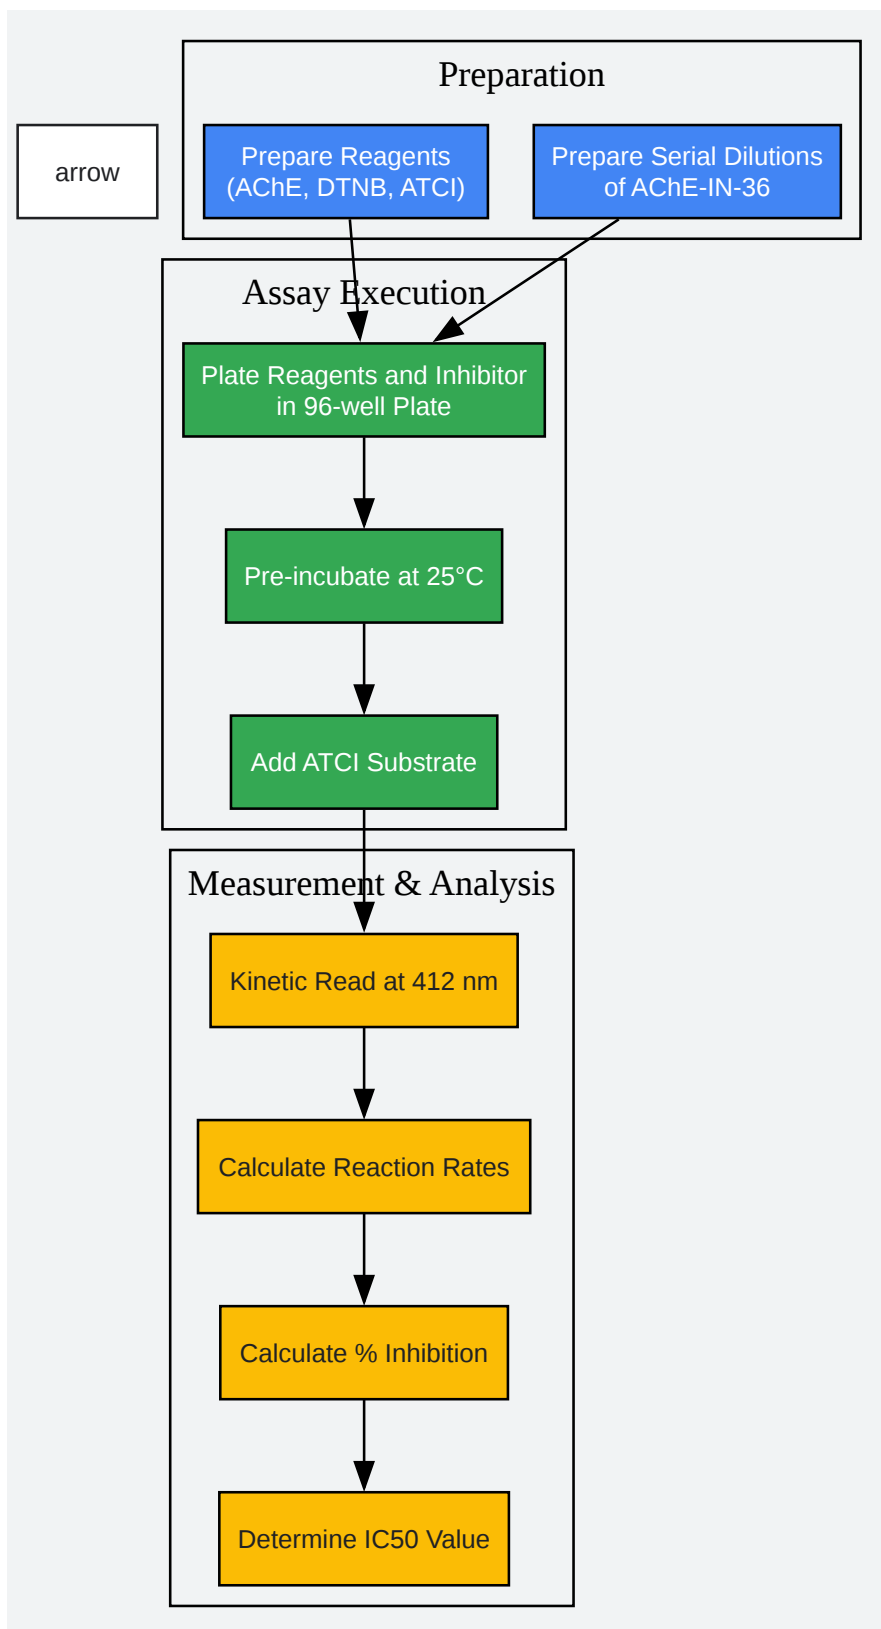 Preparation
arrow
Prepare Reagents
(AChE, DTNB, ATCI)
Prepare Serial Dilutions
of AChE-IN-36
Assay Execution
Plate Reagents and Inhibitor
in 96-well Plate
Pre-incubate at 25°C
Add ATCI Substrate
Measurement & Analysis
Kinetic Read at 412 nm
Calculate Reaction Rates
Calculate % Inhibition
Determine IC50 Value